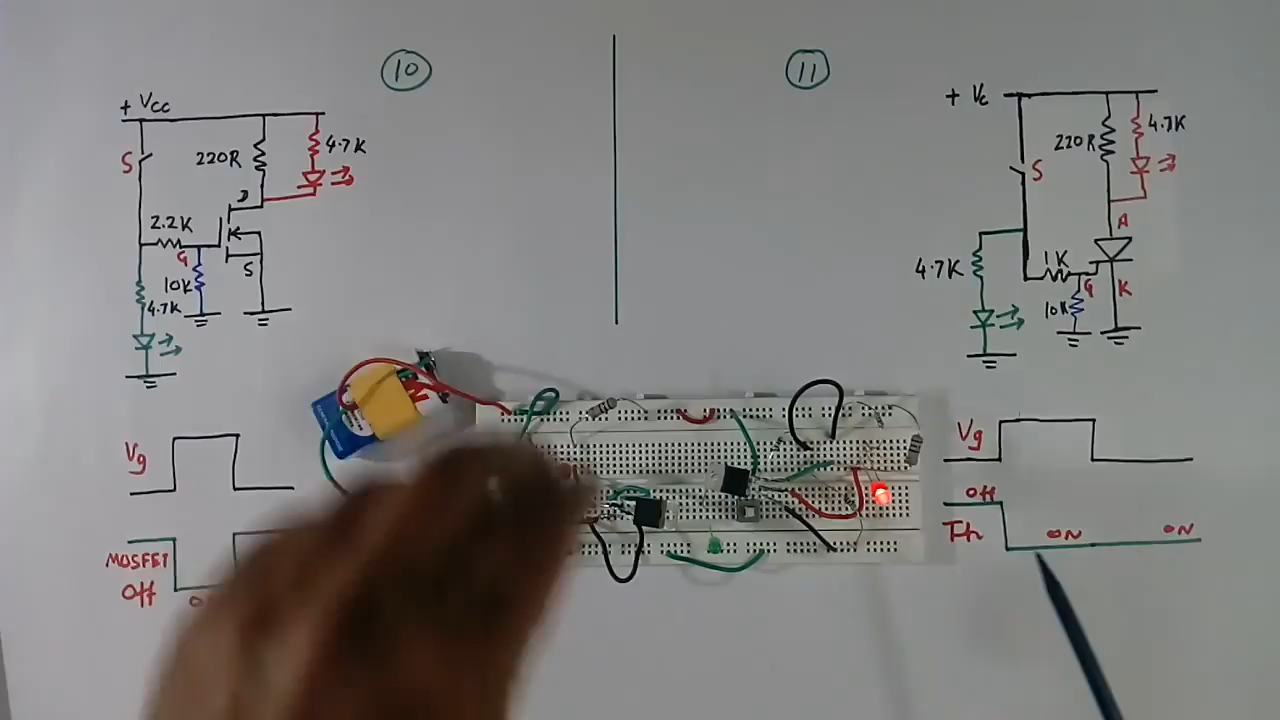 10
+ Vcc
S
220R
4.7K
D
2.2K
G
10K
S
4.7K
Vg
MOSFET
Off
11
+ Vc
S
220R
4.7K
A
4.7K
1K
G
K
10K
Vg
Off
Th
ON
ON